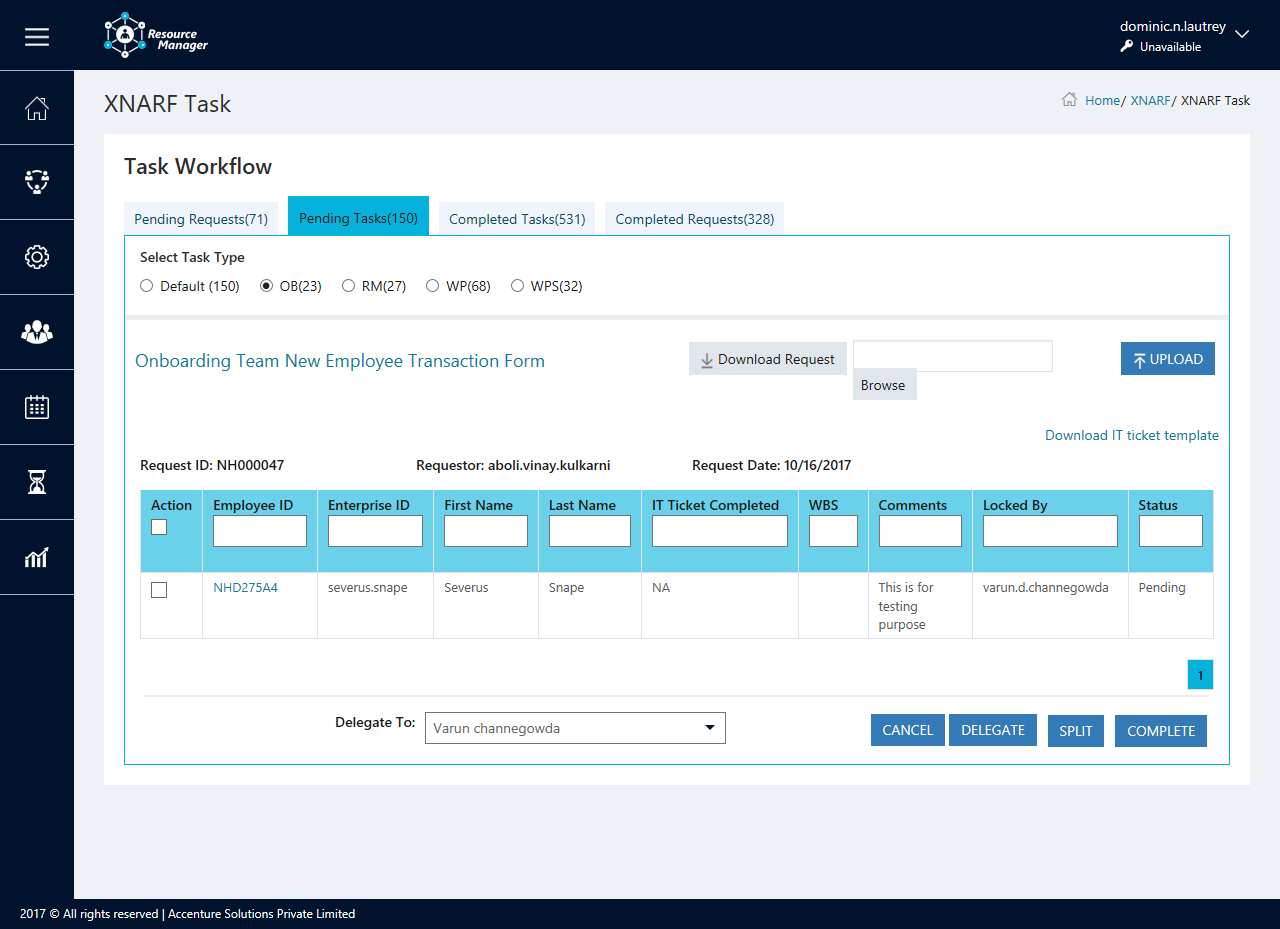 Resource
Manager
dominic.n.lautrey
Unavailable
XNARF Task
Home/ XNARF/ XNARF Task
Task Workflow
Pending Requests(71) Pending Tasks(150) Completed Tasks(531) Completed Requests(328)
Select Task Type
Default (150) OB(23) RM(27) WP(68) WPS(32)
Onboarding Team New Employee Transaction Form Download Request UPLOAD
Browse
Download IT ticket template
Request ID: NH000047 Requestor: aboli.vinay.kulkarni Request Date: 10/16/2017
Action Employee ID Enterprise ID First Name Last Name IT Ticket Completed WBS Comments Locked By Status
NHD275A4 severus.snape Severus Snape NA This is for varun.d.channegowda Pending
testing
purpose
1
Delegate To: Varun channegowda CANCEL DELEGATE SPLIT COMPLETE
2017 © All rights reserved | Accenture Solutions Private Limited